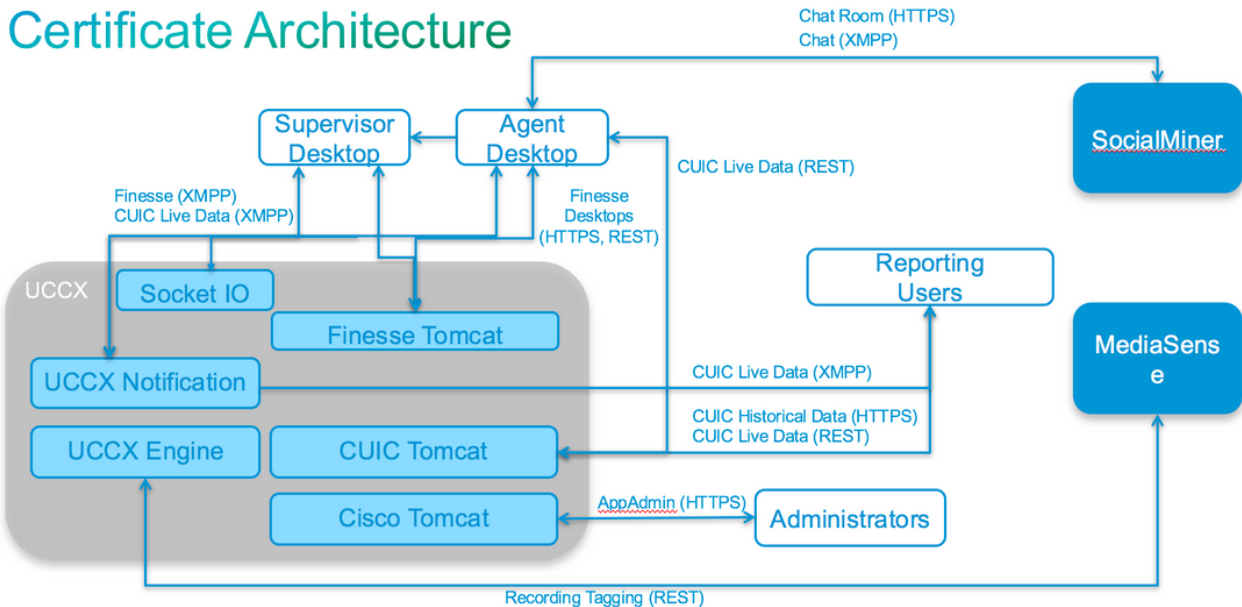 Certificate Architecture
Chat Room (HTTPS)
Chat (XMPP)
Supervisor
Desktop
Agent
Desktop
SocialMiner
CUIC Live Data (REST)
Finesse (XMPP)
CUIC Live Data (XMPP)
Finesse
Desktops
(HTTPS, REST)
Reporting
Users
UCCX
Socket IO
Finesse Tomcat
MediaSens
e
UCCX Notification
CUIC Live Data (XMPP)
CUIC Historical Data (HTTPS)
CUIC Live Data (REST)
UCCX Engine
CUIC Tomcat
Cisco Tomcat
AppAdmin (HTTPS)
Administrators
Recording Tagging (REST)